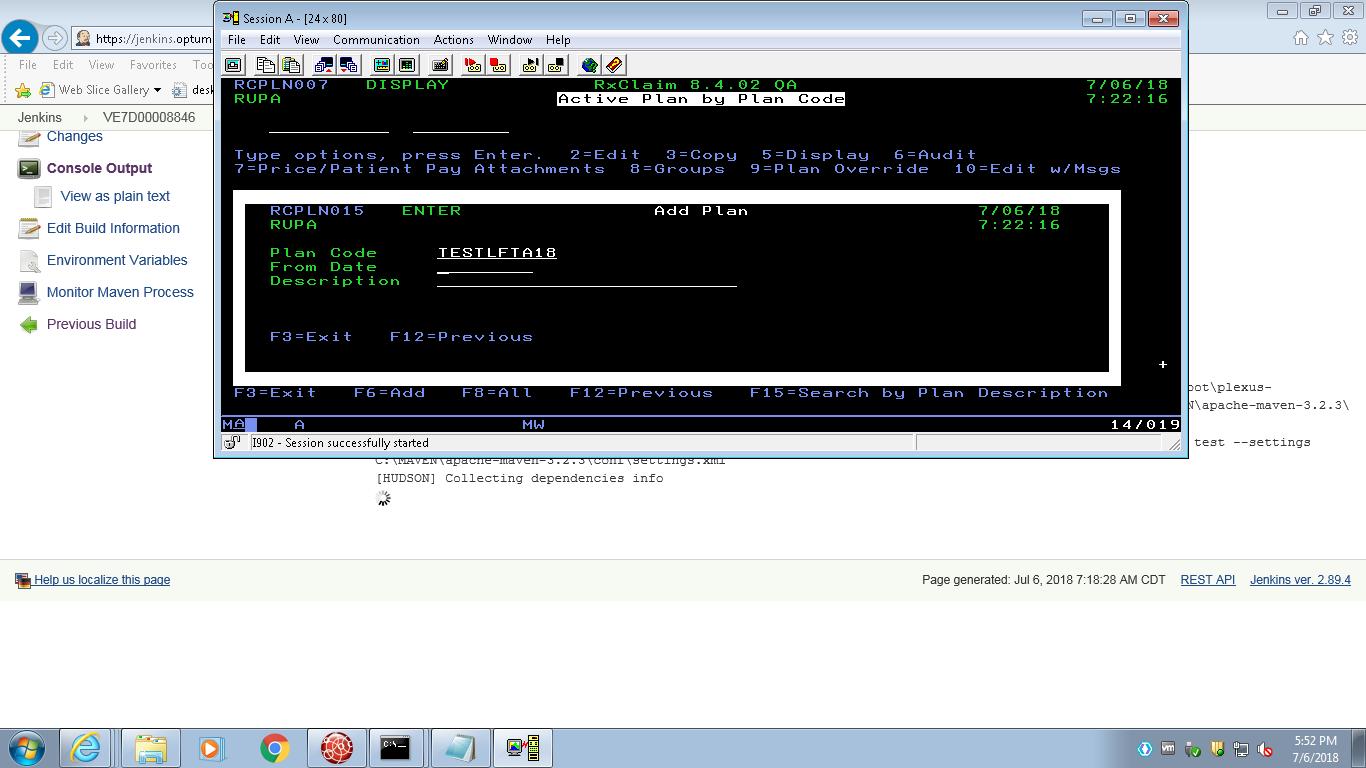 Session A - [24 x 80]
https://jenkins.optum
File Edit View Communication Actions Window Help
File Edit View Favorites Too
Web Slice Gallery desk
Jenkins VE7D00008846
RCPLN007 DISPLAY RxClaim 8.4.02 QA 7/06/18
RUPA Active Plan by Plan Code 7:22:16
Type options, press Enter. 2=Edit 3=Copy 5=Display 6=Audit
7=Price/Patient Pay Attachments 8=Groups 9=Plan Override 10=Edit w/Msgs
RCPLN015 ENTER Add Plan 7/06/18
RUPA 7:22:16
Plan Code TESTLFTA18
From Date
Description
F3=Exit F12=Previous
+
F3=Exit F6=Add F8=All F12=Previous F15=Search by Plan Description
MA A MW 14/019
I902 - Session successfully started
Changes
Console Output
View as plain text
Edit Build Information
Environment Variables
Monitor Maven Process
Previous Build
oot\plexus-
N\apache-maven-3.2.3\
test --settings
C:\MAVEN\apache-maven-3.2.3\conf\settings.xml
[HUDSON] Collecting dependencies info
Help us localize this page
Page generated: Jul 6, 2018 7:18:28 AM CDT REST API Jenkins ver. 2.89.4
C:\
vm
5:52 PM
7/6/2018